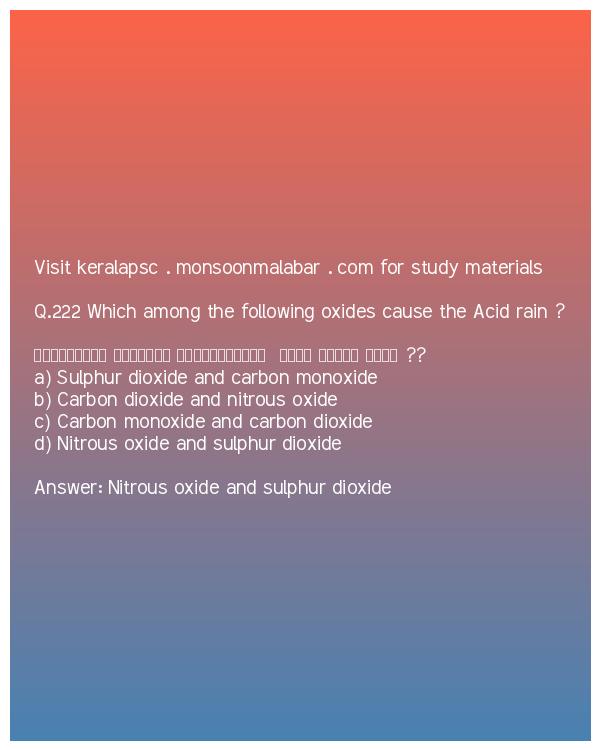 Visit keralapsc . monsoonmalabar . com for study materials
Q.222 Which among the following oxides cause the Acid rain ?
??
a) Sulphur dioxide and carbon monoxide
b) Carbon dioxide and nitrous oxide
c) Carbon monoxide and carbon dioxide
d) Nitrous oxide and sulphur dioxide
Answer: Nitrous oxide and sulphur dioxide